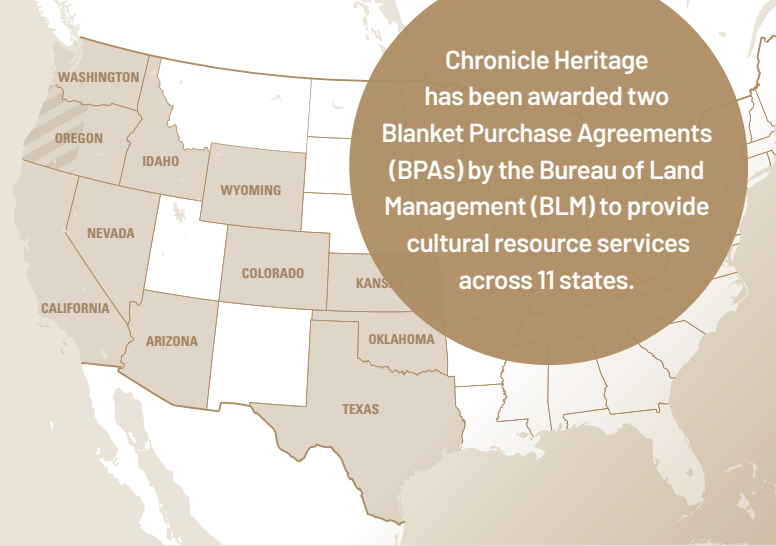 Chronicle Heritage
has been awarded two
Blanket Purchase Agreements
(BPAs) by the Bureau of Land
Management (BLM) to provide
cultural resource services
across 11 states.
WASHINGTON
OREGON
IDAHO
WYOMING
NEVADA
COLORADO
KANSAS
CALIFORNIA
ARIZONA
OKLAHOMA
TEXAS